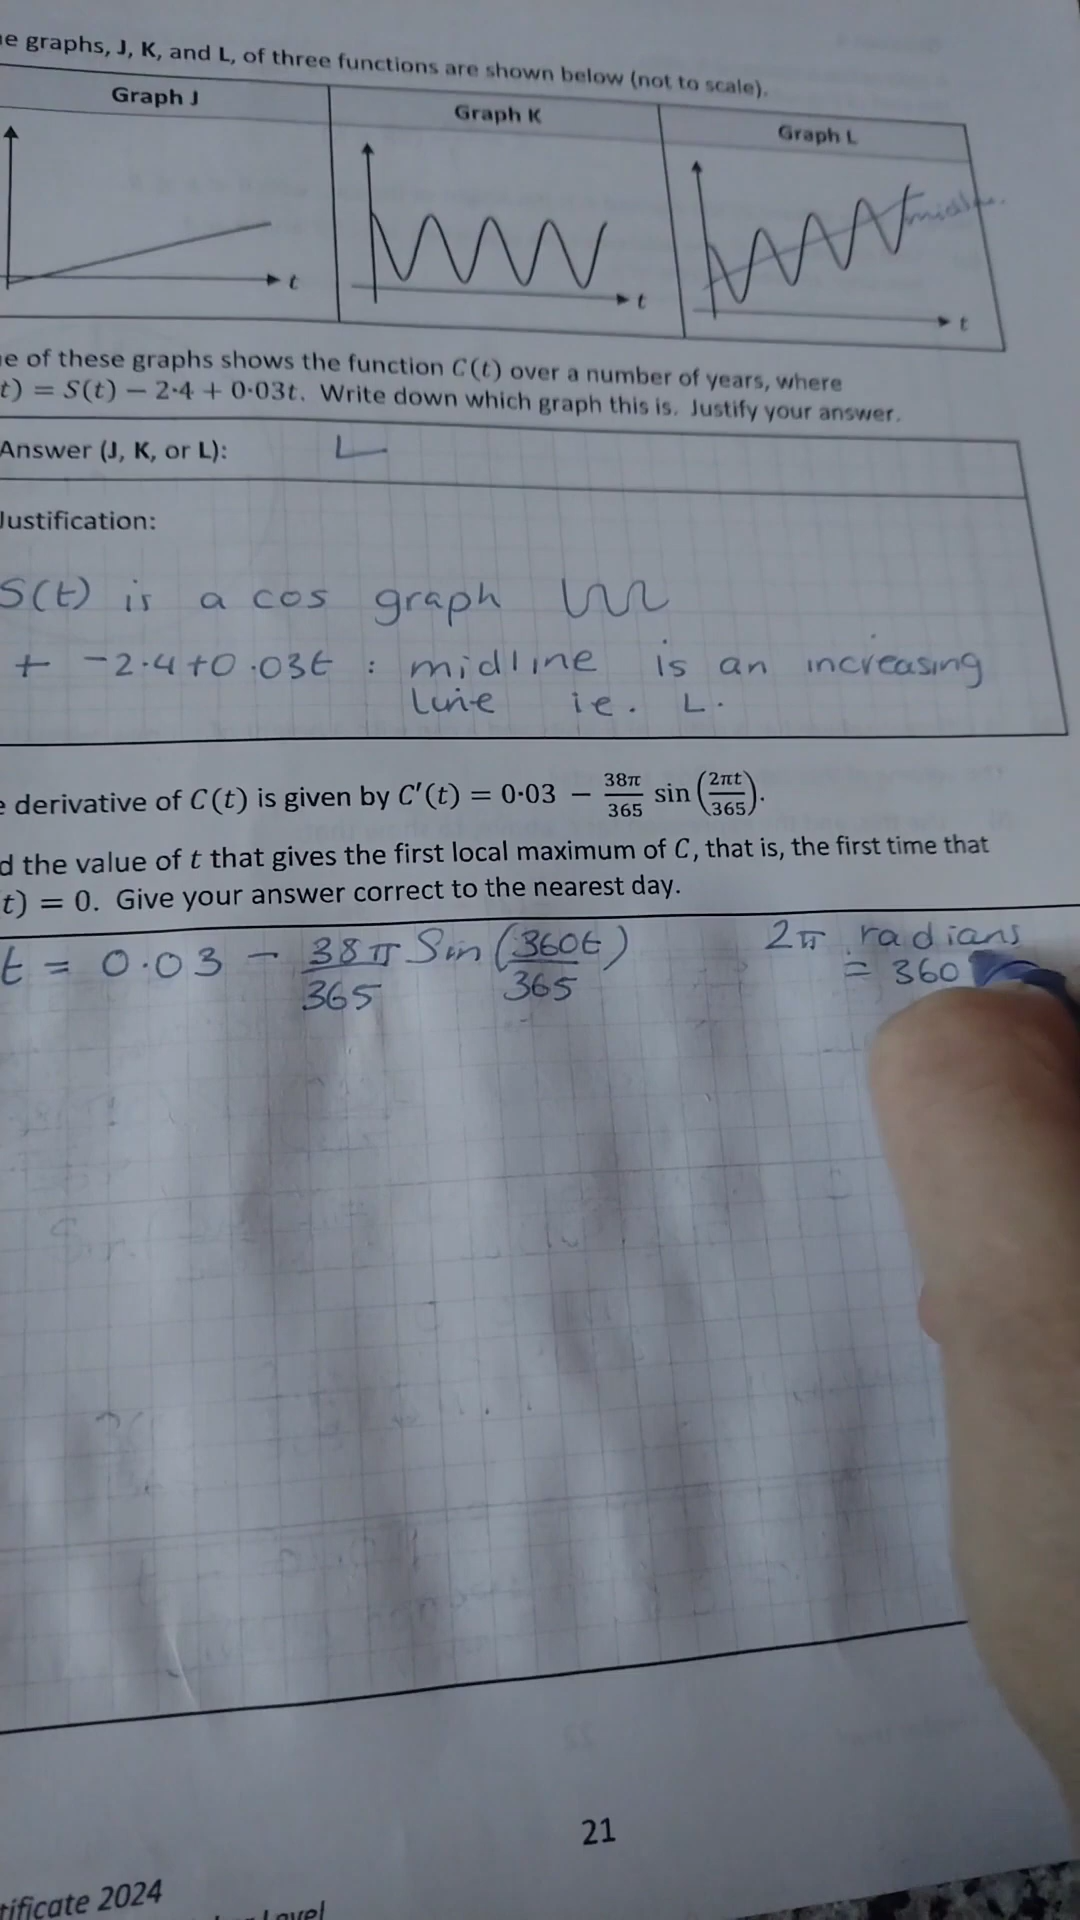 e graphs, J, K, and L, of three functions are shown below (not to scale).
Graph J
Graph K
Graph L
t
t
t
e of these graphs shows the function C(t) over a number of years, where
t) = S(t) − 2·4 + 0·03t. Write down which graph this is. Justify your answer.
Answer (J, K, or L): L
Justification:
S(t) is a cos graph
+ -2.4+0.03t : midline is an increasing
line ie. L.
e derivative of C(t) is given by C′(t) = 0·03 − 38π/365 sin(2πt/365).
d the value of t that gives the first local maximum of C, that is, the first time that
t) = 0. Give your answer correct to the nearest day.
t = 0.03 - 38π/365 Sin(360t/365)
2π radians
= 360
21
tificate 2024
Level